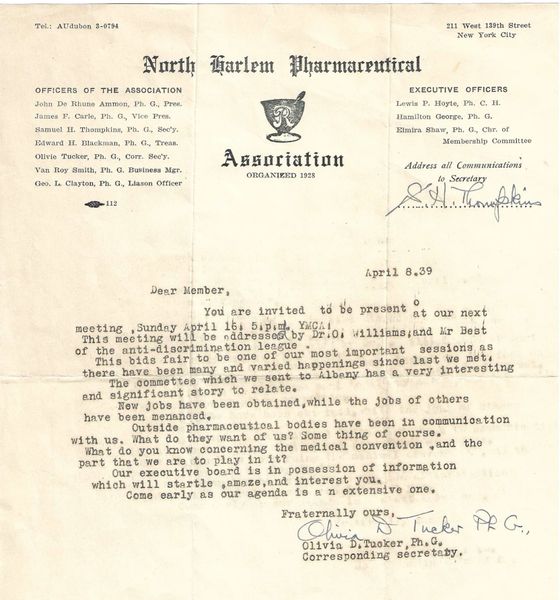 Tel.: AUdubon 3-0794
211 West 139th Street
New York City
North Harlem Pharmaceutical
Association
ORGANIZED 1928
OFFICERS OF THE ASSOCIATION
John De Rhune Ammon, Ph. G., Pres.
James F. Carle, Ph. G., Vice Pres.
Samuel H. Thompkins, Ph. G., Sec'y.
Edward H. Blackman, Ph. G., Treas.
Olivie Tucker, Ph. G., Corr. Sec'y.
Van Roy Smith, Ph. G. Business Mgr.
Geo. L. Clayton, Ph. G., Liason Officer
112
R
EXECUTIVE OFFICERS
Lewis P. Hoyte, Ph. C. H.
Hamilton George, Ph. G.
Elmira Shaw, Ph. G., Chr. of
Membership Committee
Address all Communications
to Secretary
S. H. Thompkins
April 8.39
Dear Member,
You are invited to be present at our next
meeting ,Sunday April 16. 5.p.m. YMCA.
This meeting will be addressed by Dr.O. Williams,and Mr Best
of the anti-discrimination league .
This bids fair to be one of our most important sessions as
there have been many and varied happenings since last we met.
The committee which we sent to Albany has a very interesting
and significant story to relate.
New jobs have been obtained,while the jobs of others
have been menanced.
Outside pharmaceutical bodies have been in communication
with us. What do they want of us? Some thing of course.
What do you know concerning the medical convention ,and the
part that we are to play in it?
Our executive board is in possession of information
which will startle ,amaze,and interest you.
Come early as our agenda is a n extensive one.
Fraternally ours,
Olivia D Tucker Ph G.,
Olivia D.Tucker,Ph.G.
Corresponding secretary.